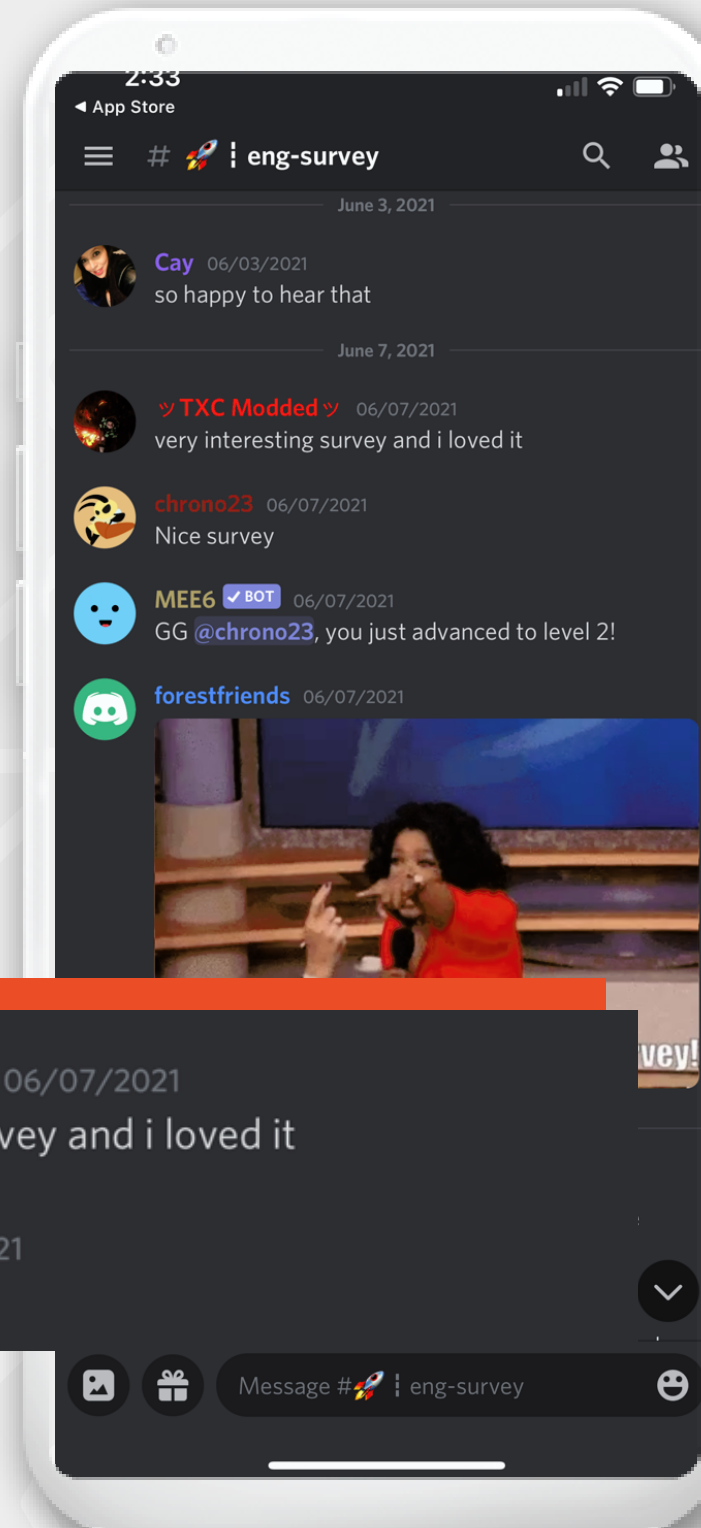 2:33
◀ App Store
# 🚀 ┆ eng-survey
June 3, 2021
Cay 06/03/2021
so happy to hear that
June 7, 2021
ツTXC Moddedツ 06/07/2021
very interesting survey and i loved it
chrono23 06/07/2021
Nice survey
MEE6 ✓ BOT 06/07/2021
GG @chrono23, you just advanced to level 2!
forestfriends 06/07/2021
vey!
06/07/2021
vey and i loved it
21
Message #🚀 ┆ eng-survey